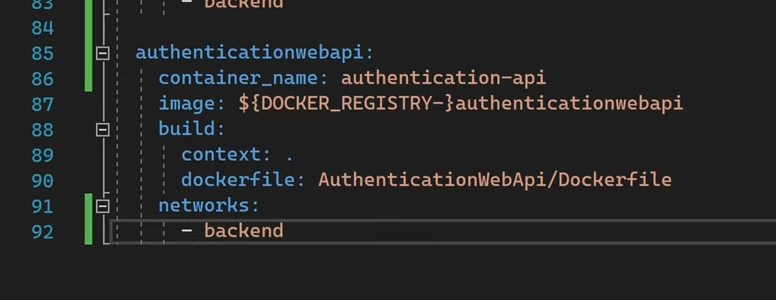 83 - backend
84
85 authenticationwebapi:
86 container_name: authentication-api
87 image: ${DOCKER_REGISTRY-}authenticationwebapi
88 build:
89 context: .
90 dockerfile: AuthenticationWebApi/Dockerfile
91 networks:
92 - backend